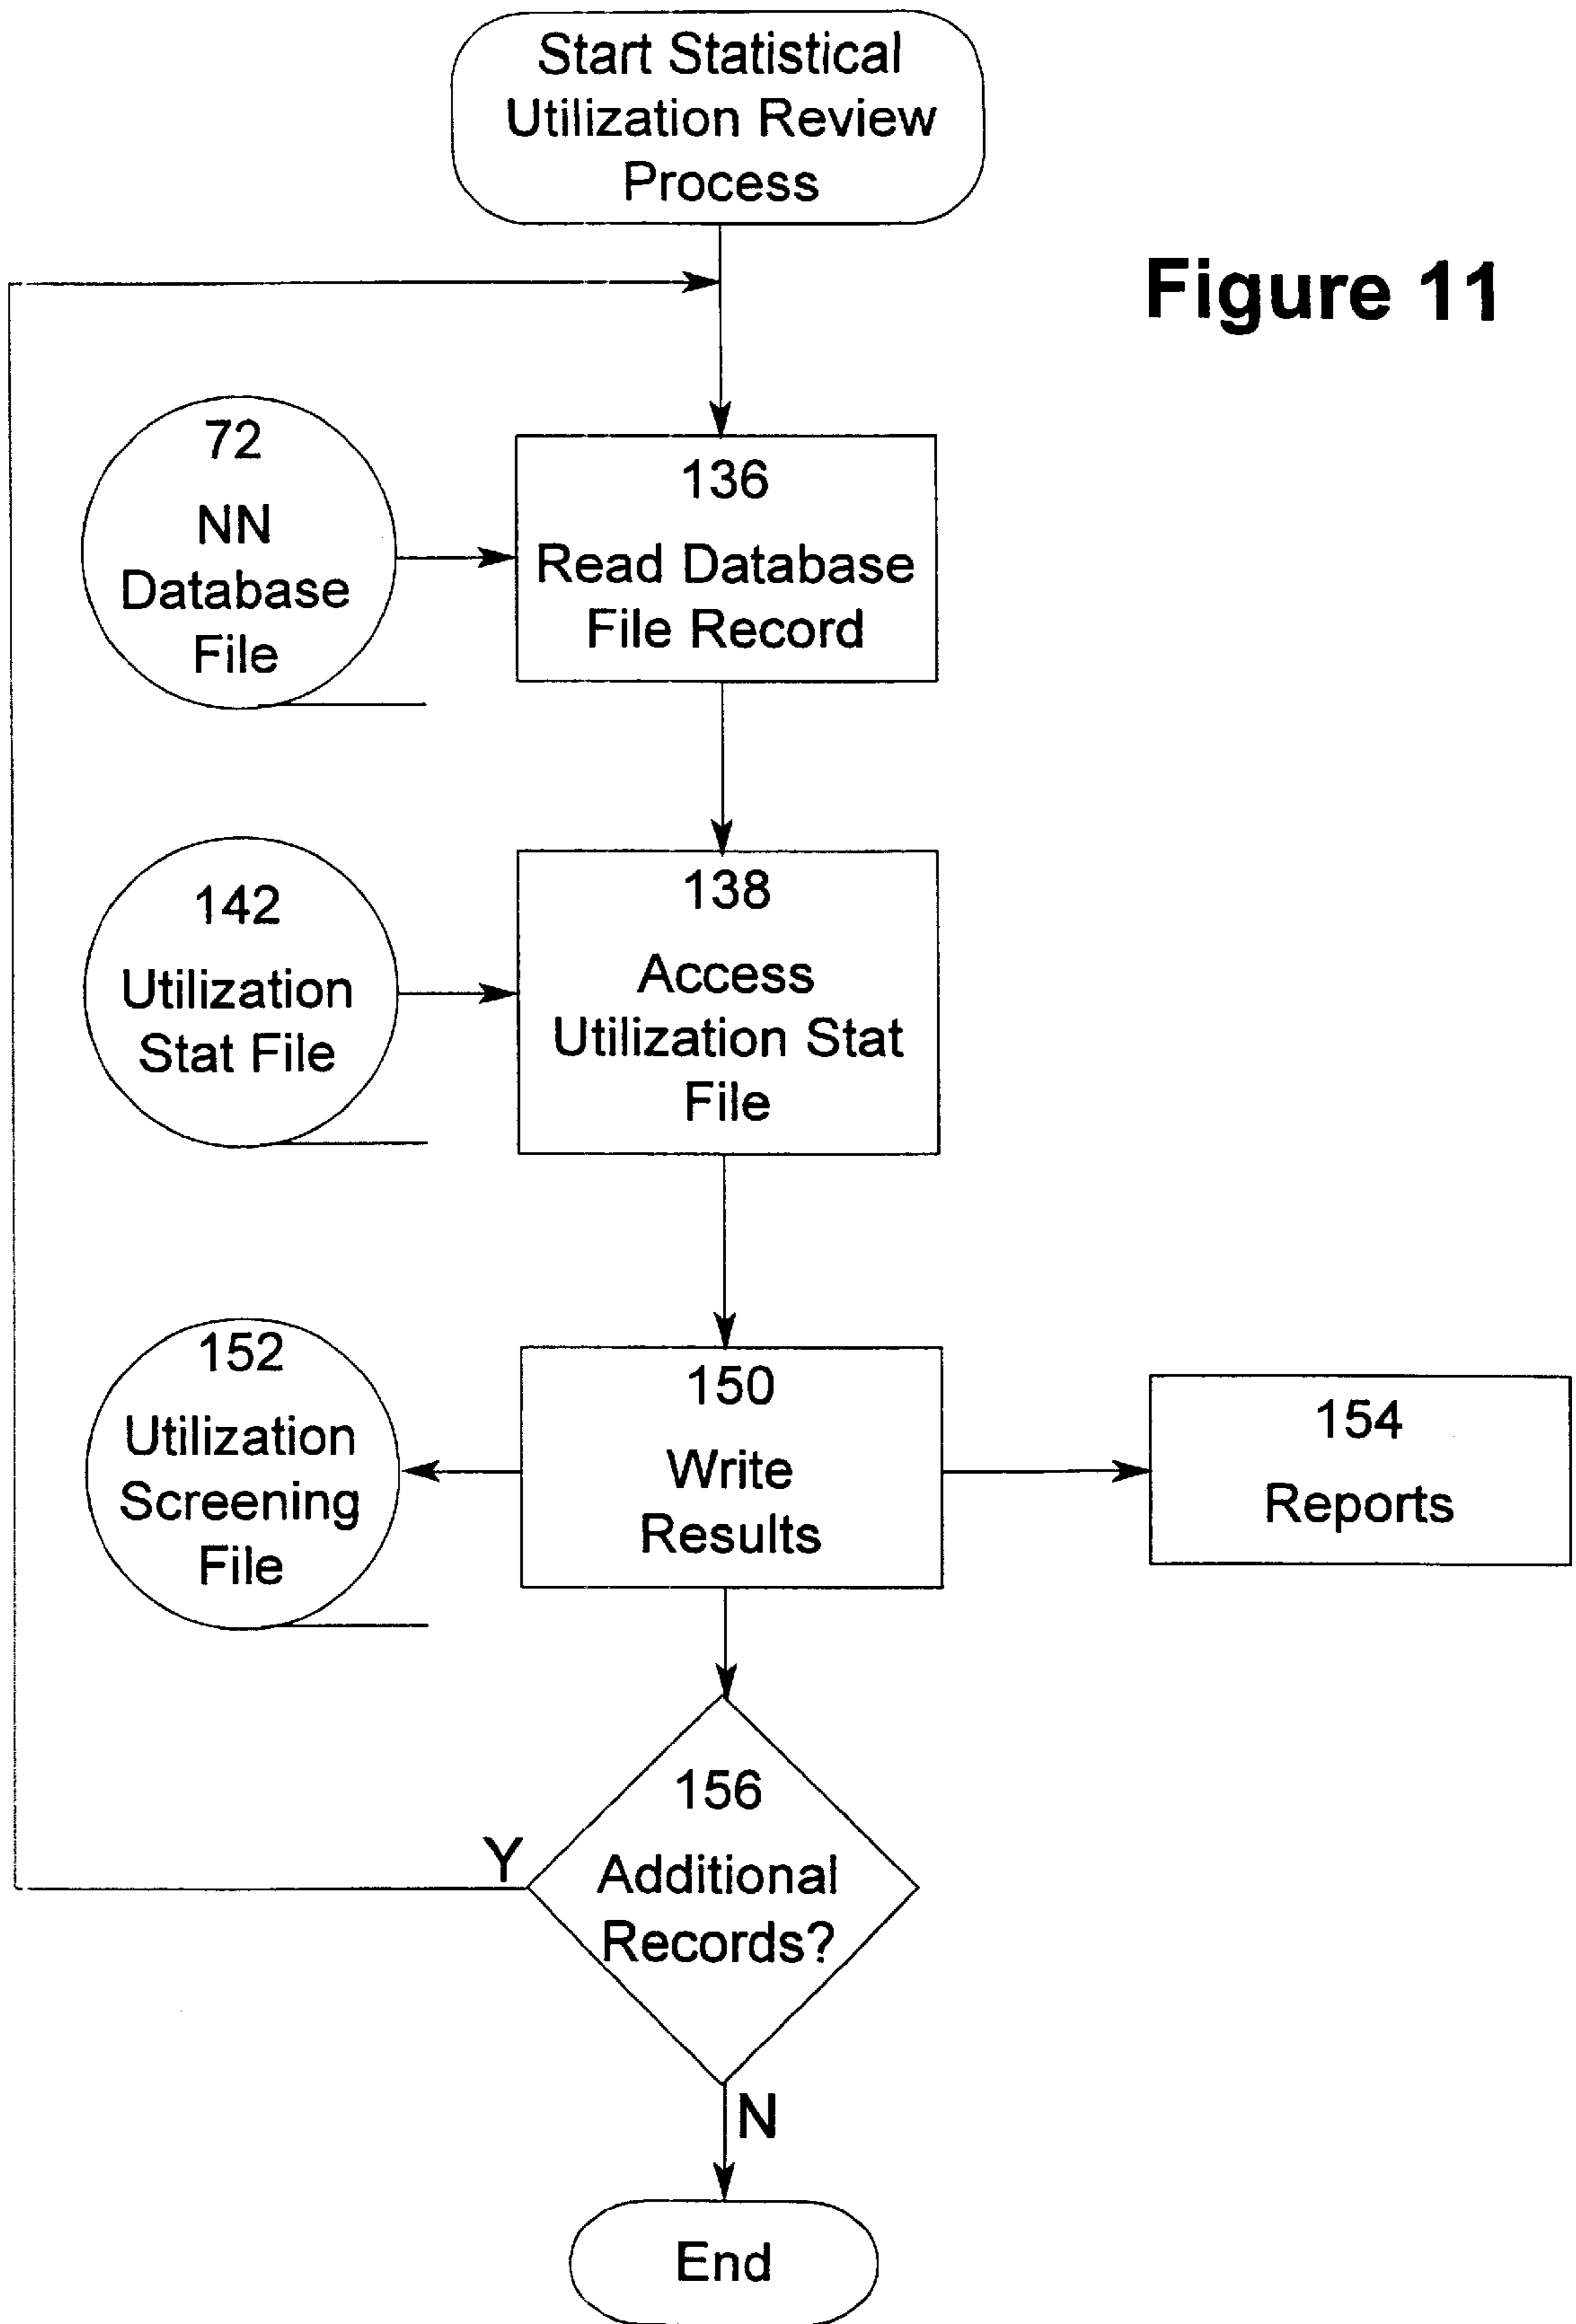 Start Statistical
Utilization Review
Process
Figure 11
72
NN
Database
File
136
Read Database
File Record
142
Utilization
Stat File
138
Access
Utilization Stat
File
152
Utilization
Screening
File
150
Write
Results
154
Reports
156
Additional
Records?
Y
N
End